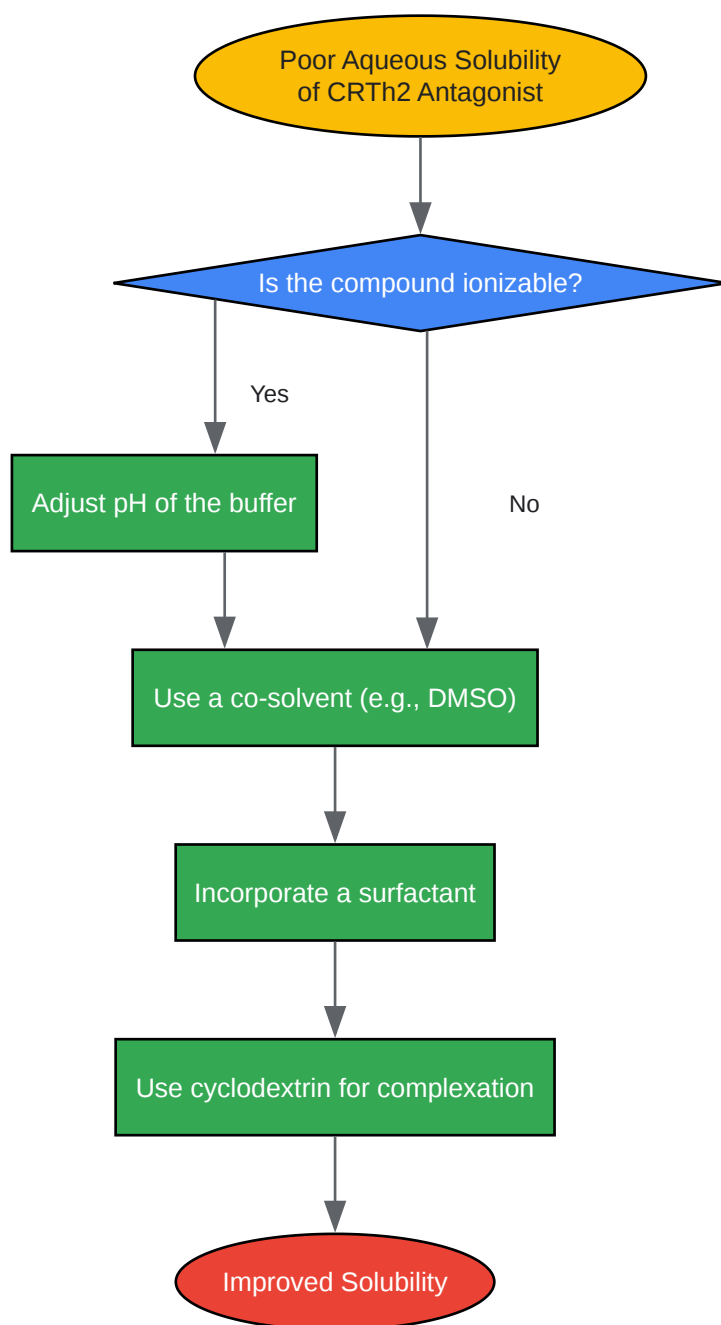 Poor Aqueous Solubility
of CRTh2 Antagonist
Is the compound ionizable?
Yes
Adjust pH of the buffer
No
Use a co-solvent (e.g., DMSO)
Incorporate a surfactant
Use cyclodextrin for complexation
Improved Solubility